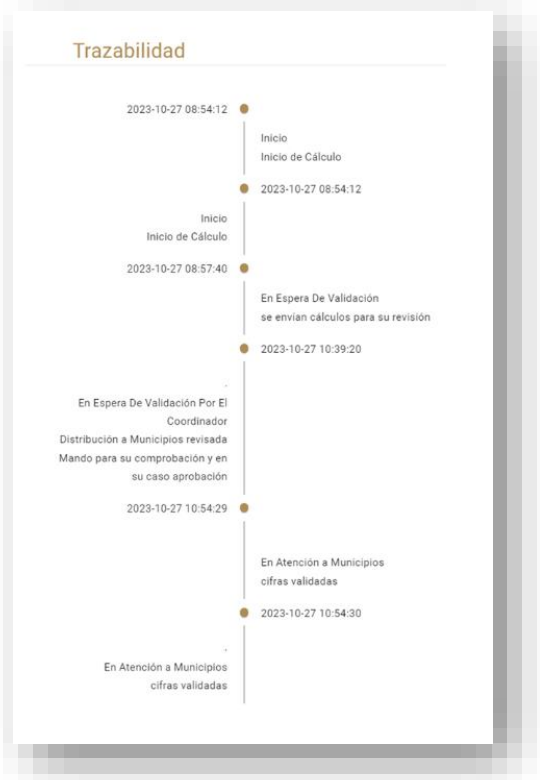 Trazabilidad
2023-10-27 08:54:12
Inicio
Inicio de Cálculo
2023-10-27 08:54:12
Inicio
Inicio de Cálculo
2023-10-27 08:57:40
En Espera De Validación
se envían cálculos para su revisión
2023-10-27 10:39:20
.
En Espera De Validación Por El
Coordinador
Distribución a Municipios revisada
Mando para su comprobación y en
su caso aprobación
2023-10-27 10:54:29
En Atención a Municipios
cifras validadas
2023-10-27 10:54:30
.
En Atención a Municipios
cifras validadas